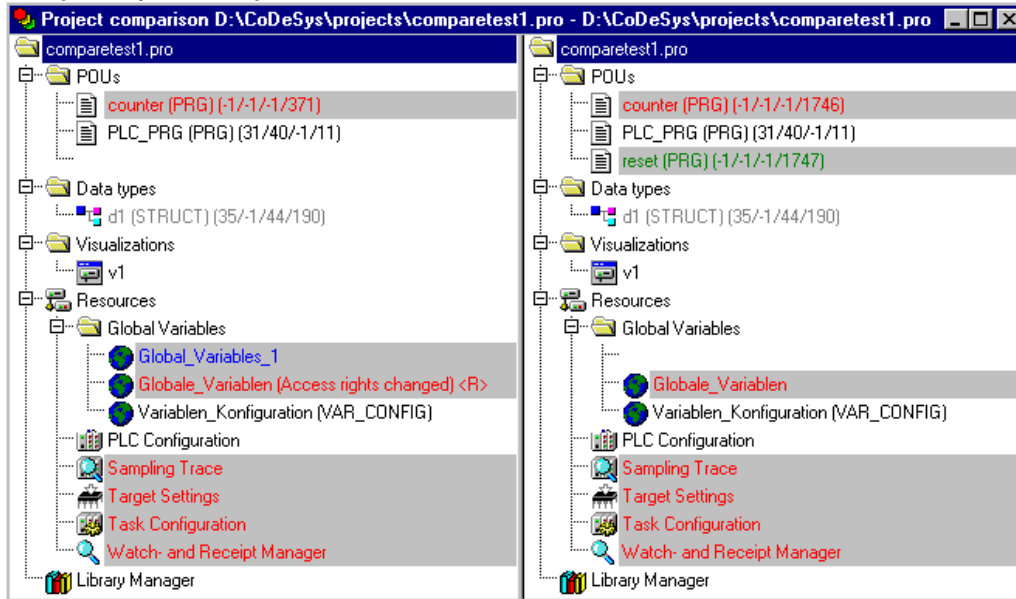 Project comparison D:\CoDeSys\projects\comparetest1.pro - D:\CoDeSys\projects\comparetest1.pro
comparetest1.pro
POUs
counter (PRG) (-1/-1/-1/371)
PLC_PRG (PRG) (31/40/-1/11)
Data types
d1 (STRUCT) (35/-1/44/190)
Visualizations
v1
Resources
Global Variables
Global_Variables_1
Globale_Variablen (Access rights changed) <R>
Variablen_Konfiguration (VAR_CONFIG)
PLC Configuration
Sampling Trace
Target Settings
Task Configuration
Watch- and Receipt Manager
Library Manager
comparetest1.pro
POUs
counter (PRG) (-1/-1/-1/1746)
PLC_PRG (PRG) (31/40/-1/11)
reset (PRG) (-1/-1/-1/1747)
Data types
d1 (STRUCT) (35/-1/44/190)
Visualizations
v1
Resources
Global Variables
Globale_Variablen
Variablen_Konfiguration (VAR_CONFIG)
PLC Configuration
Sampling Trace
Target Settings
Task Configuration
Watch- and Receipt Manager
Library Manager